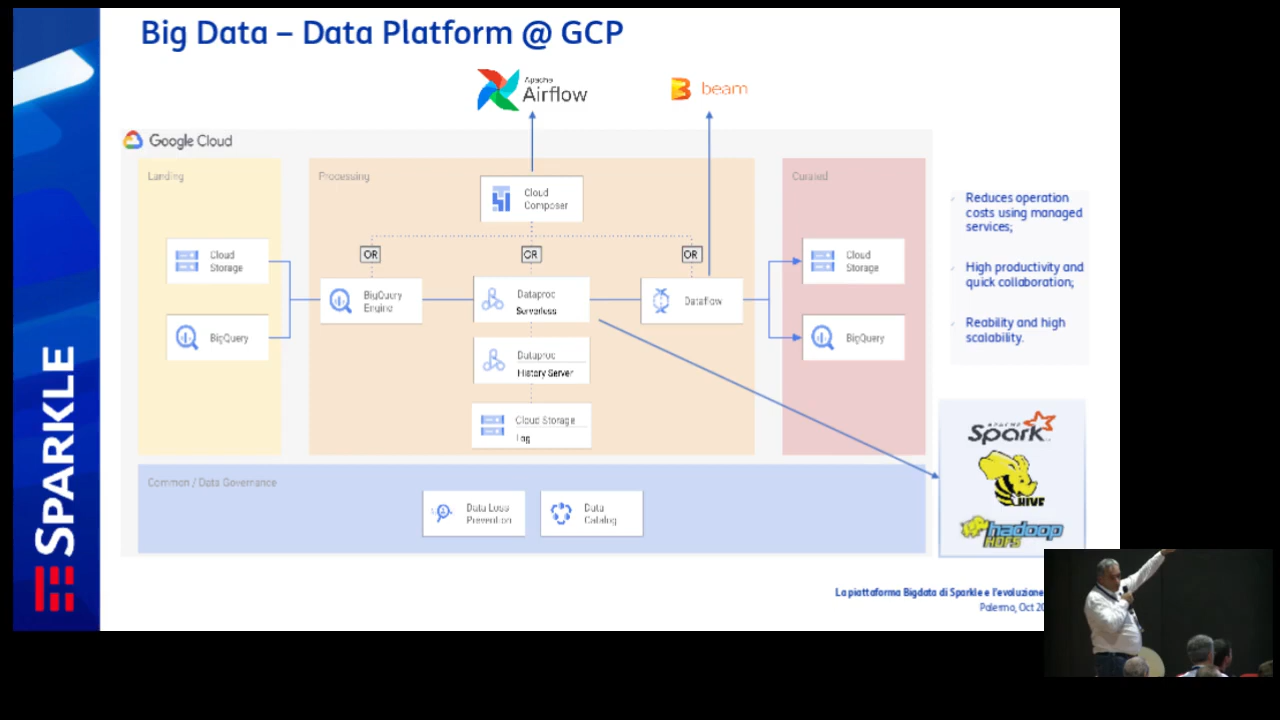 Big Data – Data Platform @ GCP
APACHE
Airflow
beam
Google Cloud
Landing
Processing
Curated
Cloud
Composer
OR
OR
OR
Cloud
Storage
BigQuery
BigQuery
Engine
Dataproc
Serverless
Dataflow
Dataproc
History Server
Cloud Storage
Log
Cloud
Storage
BigQuery
Reduces operation
costs using managed
services;
High productivity and
quick collaboration;
Reability and high
scalability.
APACHE
Spark
HIVE
hadoop
HDFS
Common / Data Governance
Data Loss
Prevention
Data
Catalog
SPARKLE
La piattaforma Bigdata di Sparkle e l'evoluzione
Palermo, Oct